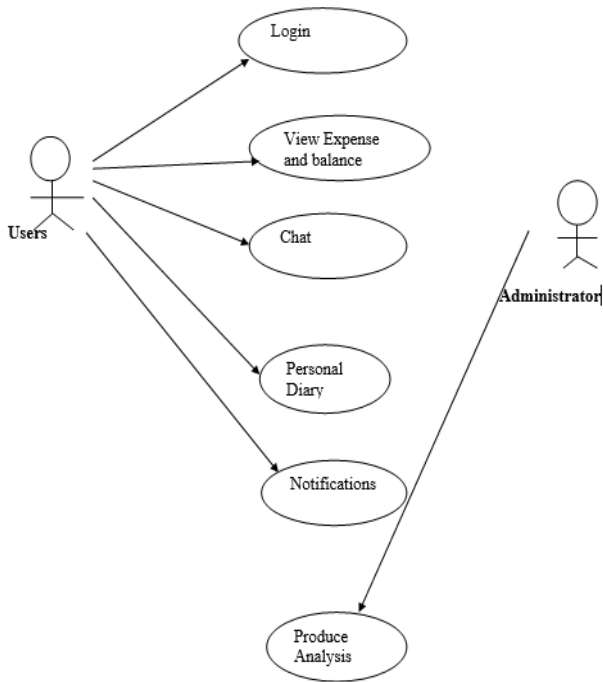 Login
View Expense
and balance
Users
Chat
Administrator
Personal
Diary
Notifications
Produce
Analysis